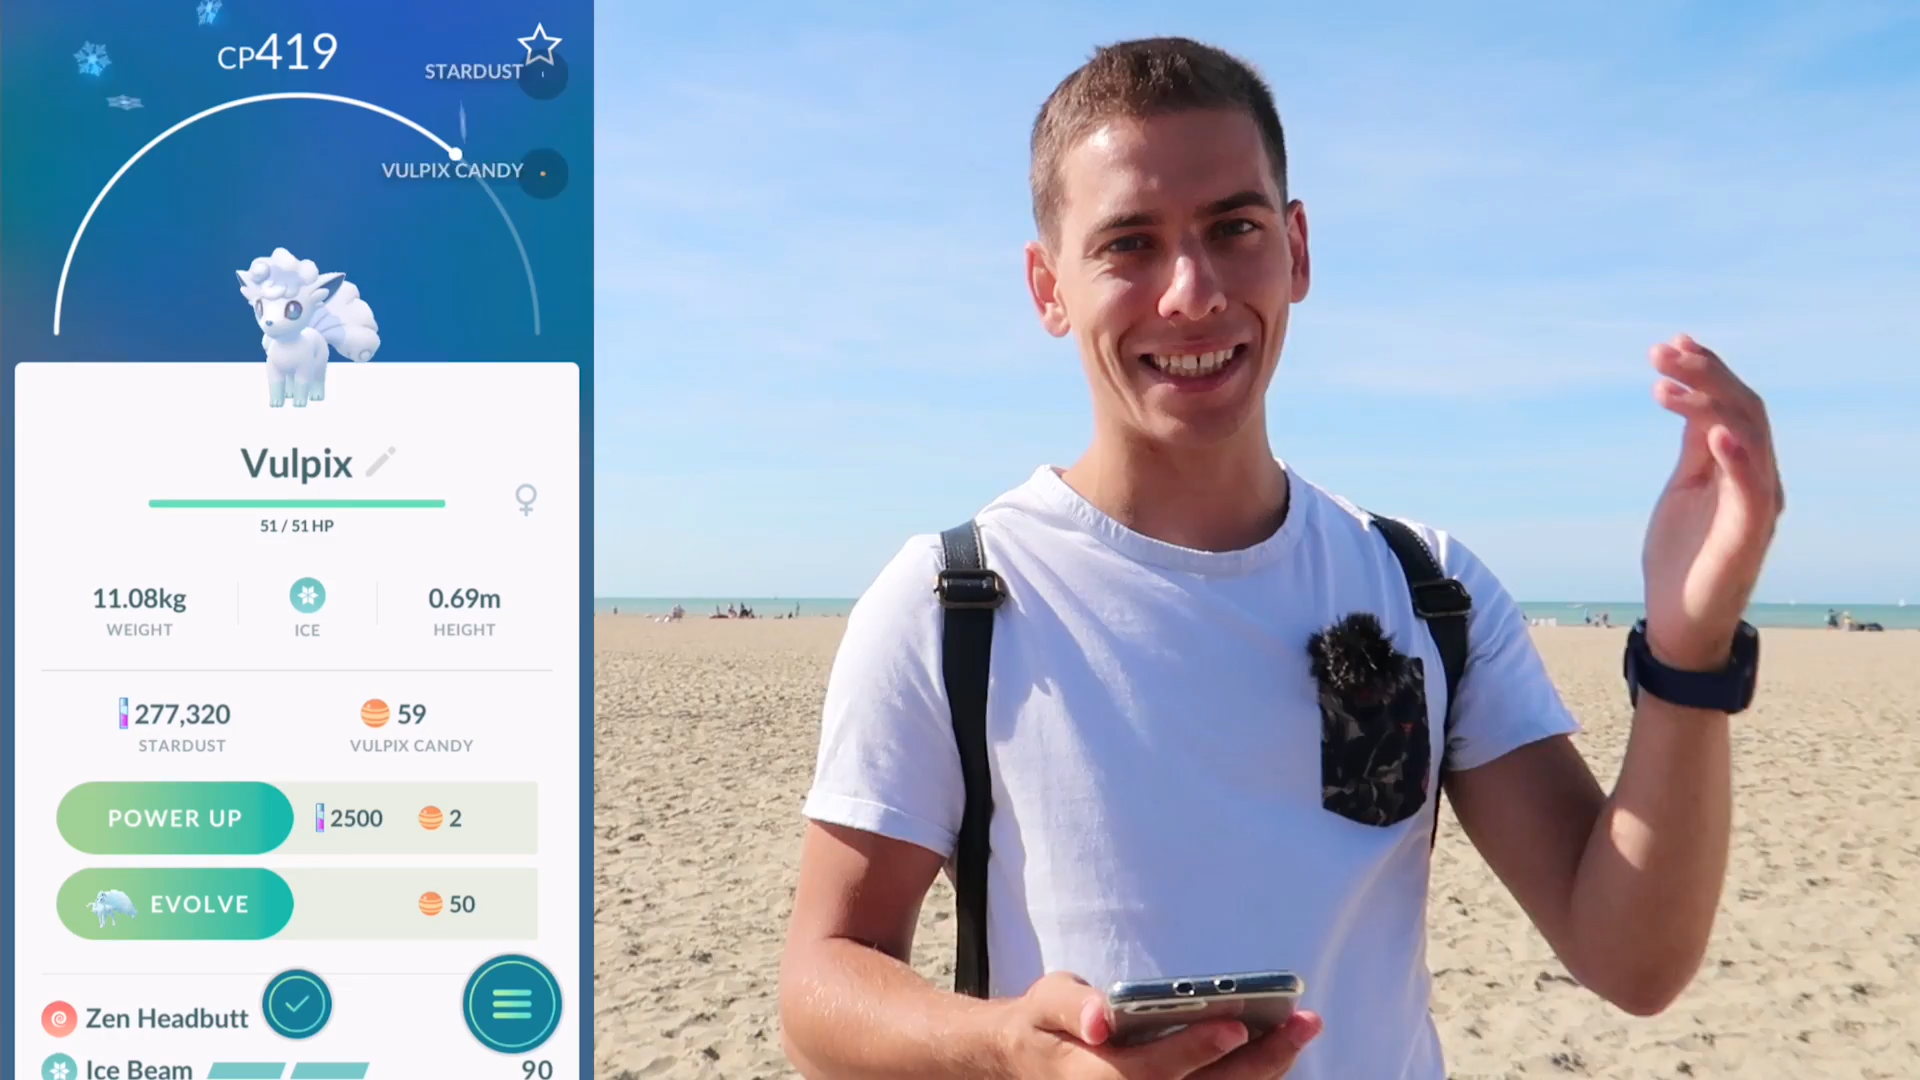 CP419
STARDUST
VULPIX CANDY
Vulpix
51 / 51 HP
11.08kg
WEIGHT
ICE
0.69m
HEIGHT
277,320
STARDUST
59
VULPIX CANDY
POWER UP
2500
2
EVOLVE
50
Zen Headbutt
Ice Beam
90